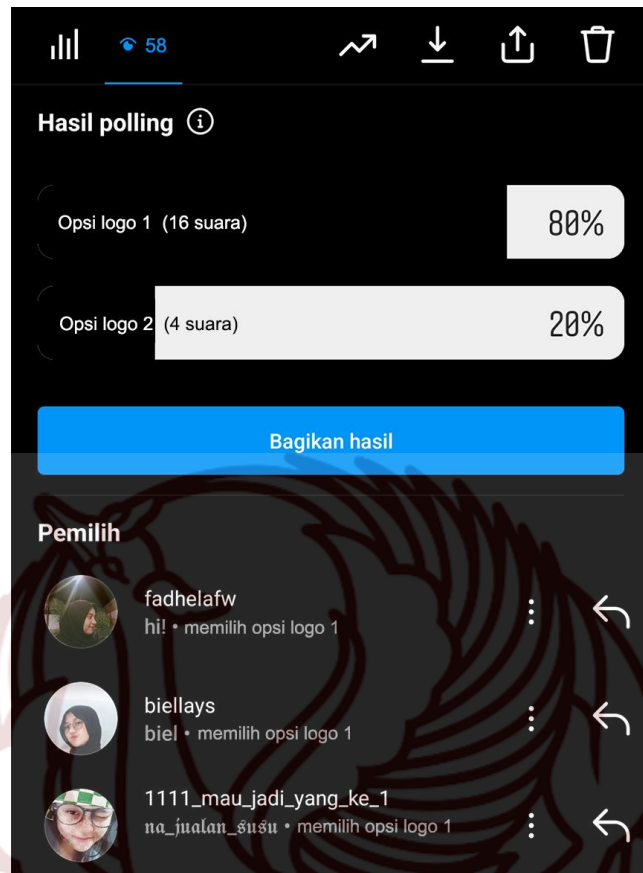 58
Hasil polling
Opsi logo 1 (16 suara) 80%
Opsi logo 2 (4 suara) 20%
Bagikan hasil
Pemilih
fadhelafw
hi! • memilih opsi logo 1
biellays
biel • memilih opsi logo 1
1111_mau_jadi_yang_ke_1
𝔫𝔞_𝔧𝔲𝔞𝔩𝔞𝔫_𝔰𝔲𝔰𝔲 • memilih opsi logo 1